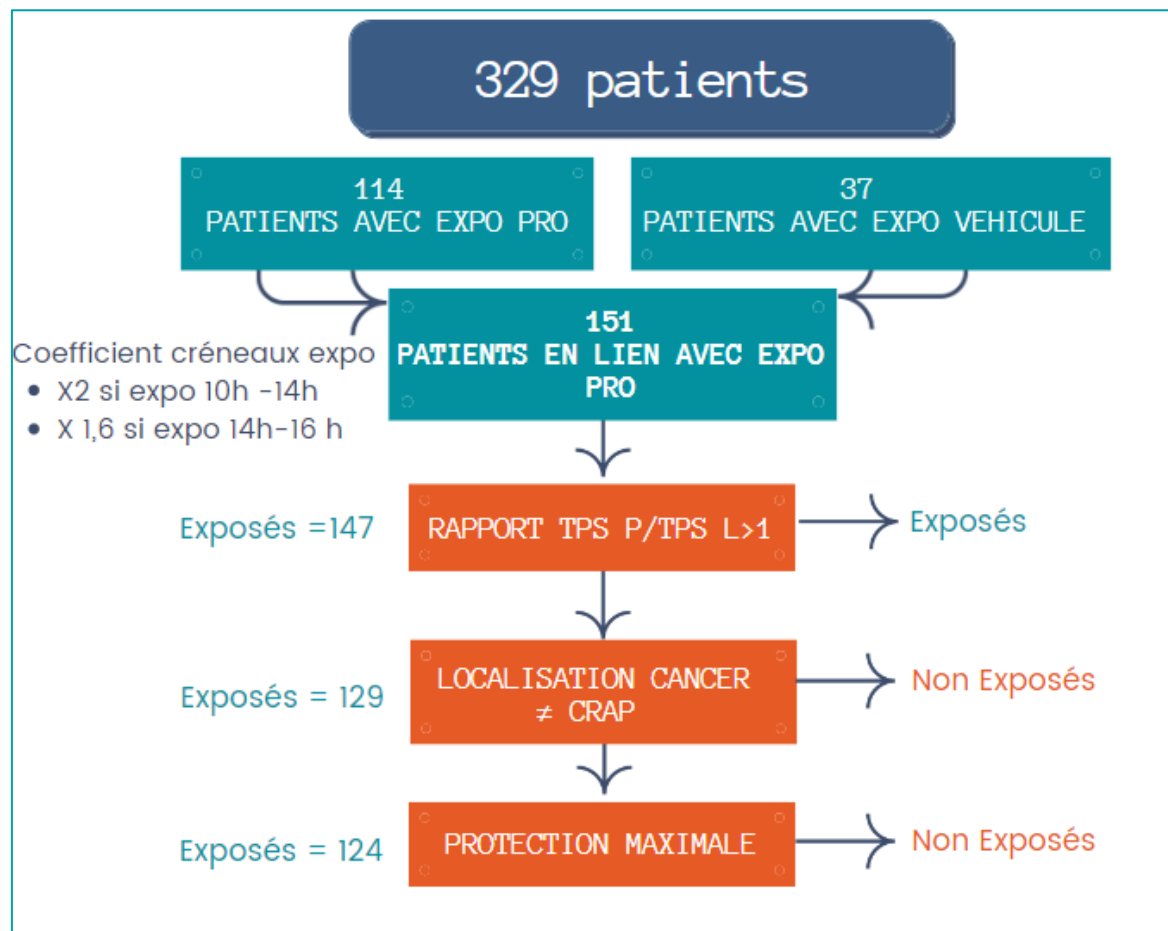 329 patients
114
PATIENTS AVEC EXPO PRO
37
PATIENTS AVEC EXPO VEHICULE
151
PATIENTS EN LIEN AVEC EXPO
PRO
Coefficient créneaux expo
• X2 si expo 10h -14h
• X 1,6 si expo 14h-16 h
Exposés =147
RAPPORT TPS P/TPS L>1
Exposés
Exposés = 129
LOCALISATION CANCER
≠ CRAP
Non Exposés
Exposés = 124
PROTECTION MAXIMALE
Non Exposés